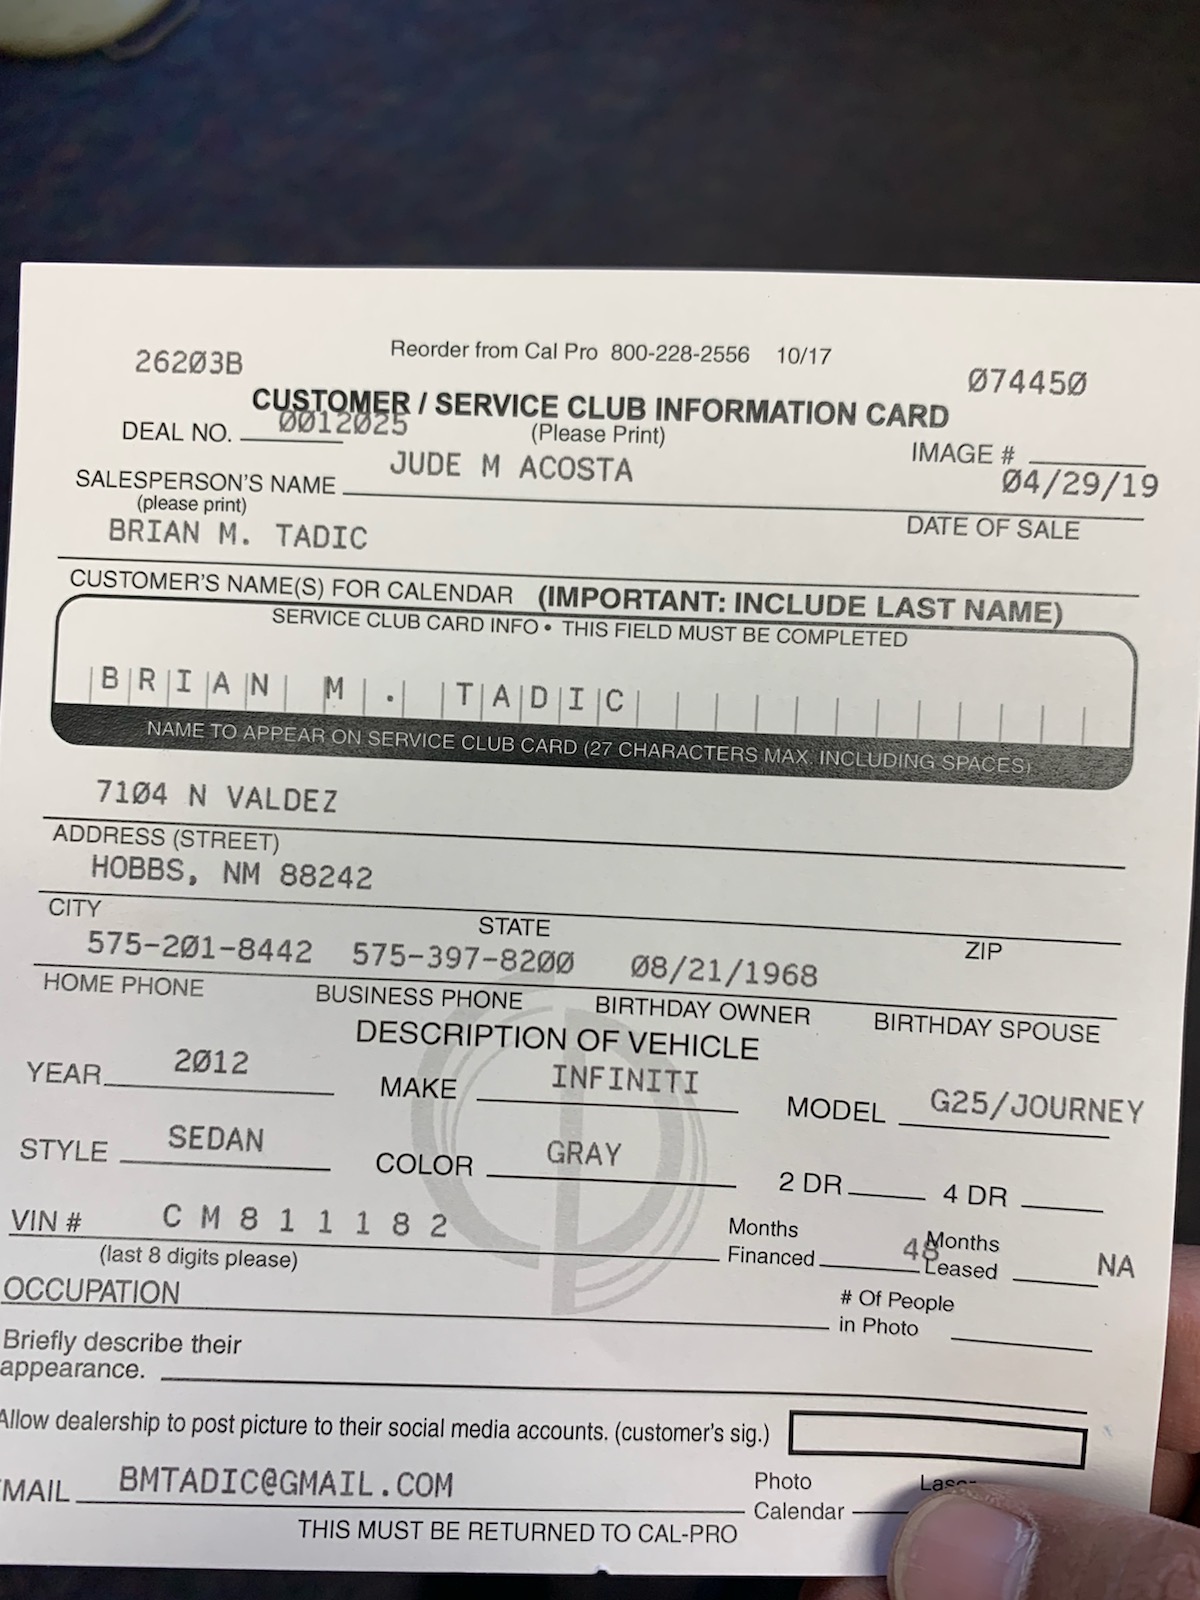 26203B Reorder from Cal Pro 800-228-2556 10/17 074450
CUSTOMER / SERVICE CLUB INFORMATION CARD
DEAL NO. 0012025 (Please Print) IMAGE #
SALESPERSON'S NAME JUDE M ACOSTA 04/29/19
(please print) DATE OF SALE
BRIAN M. TADIC
CUSTOMER'S NAME(S) FOR CALENDAR (IMPORTANT: INCLUDE LAST NAME)
SERVICE CLUB CARD INFO • THIS FIELD MUST BE COMPLETED
BRIAN M. TADIC
NAME TO APPEAR ON SERVICE CLUB CARD (27 CHARACTERS MAX. INCLUDING SPACES)
7104 N VALDEZ
ADDRESS (STREET)
HOBBS, NM 88242
CITY STATE ZIP
575-201-8442 575-397-8200 08/21/1968
HOME PHONE BUSINESS PHONE BIRTHDAY OWNER BIRTHDAY SPOUSE
DESCRIPTION OF VEHICLE
YEAR 2012 MAKE INFINITI MODEL G25/JOURNEY
STYLE SEDAN COLOR GRAY 2 DR 4 DR
VIN # C M 8 1 1 1 8 2 Months Financed 48 Months Leased NA
(last 8 digits please)
OCCUPATION # Of People in Photo
Briefly describe their
appearance.
Allow dealership to post picture to their social media accounts. (customer's sig.)
MAIL BMTADIC@GMAIL.COM Photo Calendar
THIS MUST BE RETURNED TO CAL-PRO